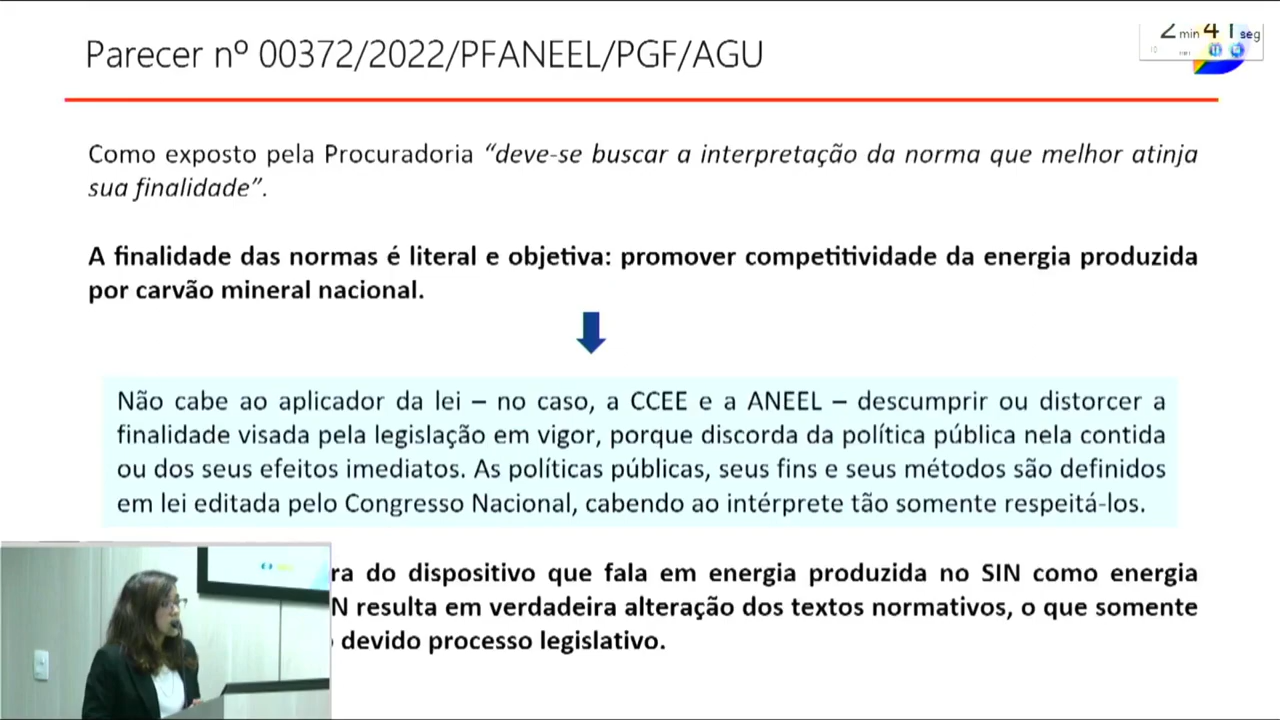 Parecer nº 00372/2022/PFANEEL/PGF/AGU
2 min 41 seg
Como exposto pela Procuradoria “deve-se buscar a interpretação da norma que melhor atinja
sua finalidade”.
A finalidade das normas é literal e objetiva: promover competitividade da energia produzida
por carvão mineral nacional.
Não cabe ao aplicador da lei – no caso, a CCEE e a ANEEL – descumprir ou distorcer a
finalidade visada pela legislação em vigor, porque discorda da política pública nela contida
ou dos seus efeitos imediatos. As políticas públicas, seus fins e seus métodos são definidos
em lei editada pelo Congresso Nacional, cabendo ao intérprete tão somente respeitá-los.
ra do dispositivo que fala em energia produzida no SIN como energia
N resulta em verdadeira alteração dos textos normativos, o que somente
devido processo legislativo.